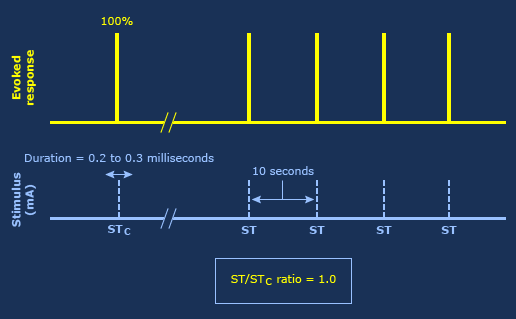 100%
Evoked
response
Duration = 0.2 to 0.3 milliseconds
10 seconds
Stimulus
(mA)
STC
ST
ST
ST
ST
ST/STC ratio = 1.0